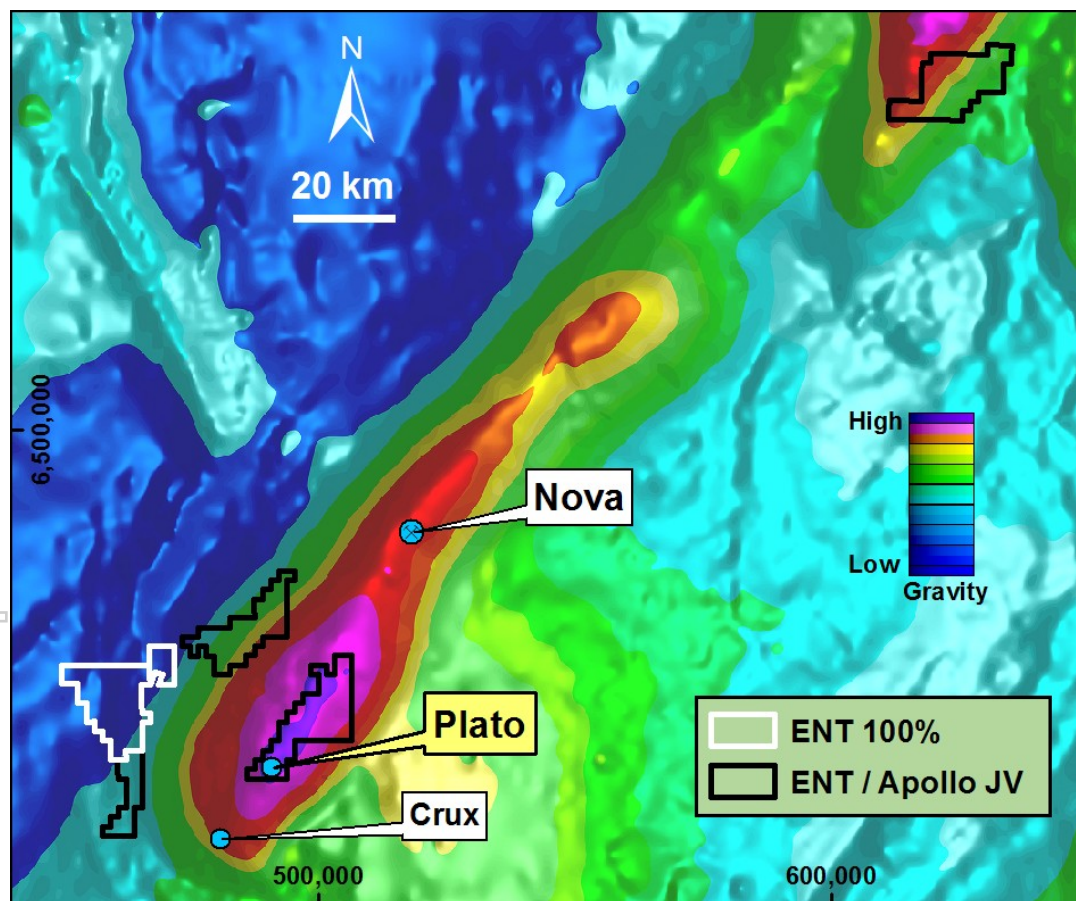 N
20 km
6,500,000
High
Low
Gravity
Nova
Plato
Crux
ENT 100%
ENT / Apollo JV
500,000
600,000